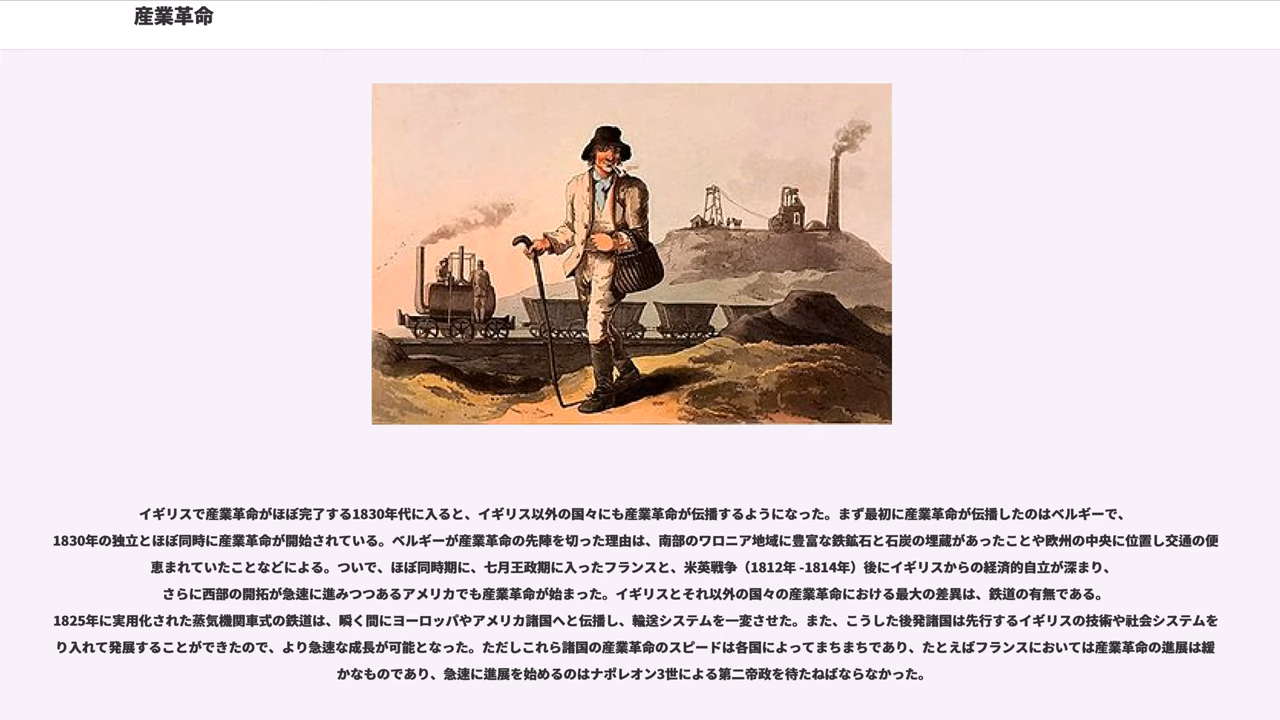 産業革命
イギリスで産業革命がほぼ完了する1830年代に入ると、イギリス以外の国々にも産業革命が伝播するようになった。まず最初に産業革命が伝播したのはベルギーで、
1830年の独立とほぼ同時に産業革命が開始されている。ベルギーが産業革命の先陣を切った理由は、南部のワロニア地域に豊富な鉄鉱石と石炭の埋蔵があったことや欧州の中央に位置し交通の便
恵まれていたことなどによる。ついで、ほぼ同時期に、七月王政期に入ったフランスと、米英戦争（1812年 -1814年）後にイギリスからの経済的自立が深まり、
さらに西部の開拓が急速に進みつつあるアメリカでも産業革命が始まった。イギリスとそれ以外の国々の産業革命における最大の差異は、鉄道の有無である。
1825年に実用化された蒸気機関車式の鉄道は、瞬く間にヨーロッパやアメリカ諸国へと伝播し、輸送システムを一変させた。また、こうした後発諸国は先行するイギリスの技術や社会システムを
り入れて発展することができたので、より急速な成長が可能となった。ただしこれら諸国の産業革命のスピードは各国によってまちまちであり、たとえばフランスにおいては産業革命の進展は緩
かなものであり、急速に進展を始めるのはナポレオン3世による第二帝政を待たねばならなかった。